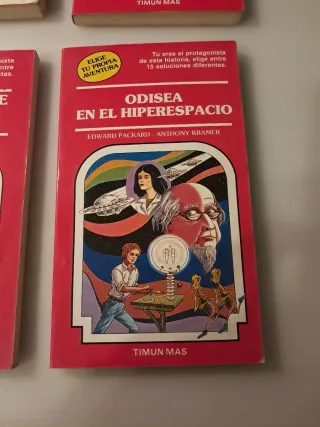 TIMUN MAS
ELIGE
TU PROPIA
AVENTURA
Tu eres el protagonista
de esta historia, elige entre
15 soluciones diferentes.
ODISEA
EN EL HIPERESPACIO
EDWARD PACKARD - ANTHONY KRAMER
TIMUN MAS